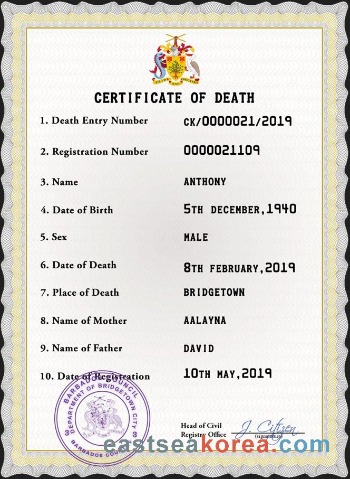 CERTIFICATE OF DEATH
1. Death Entry Number CK/0000021/2019
2. Registration Number 0000021109
3. Name ANTHONY
4. Date of Birth 5TH DECEMBER,1940
5. Sex MALE
6. Date of Death 8TH FEBRUARY,2019
7. Place of Death BRIDGETOWN
8. Name of Mother AALAYNA
9. Name of Father DAVID
10. Date of Registration 10TH MAY,2019
BARBADOS COUNCIL
DEPARTMENT OF BRIDGETOWN CITY
BARBADOS
Head of Civil
Registry Office
J. Citizen
eastseakorea.com